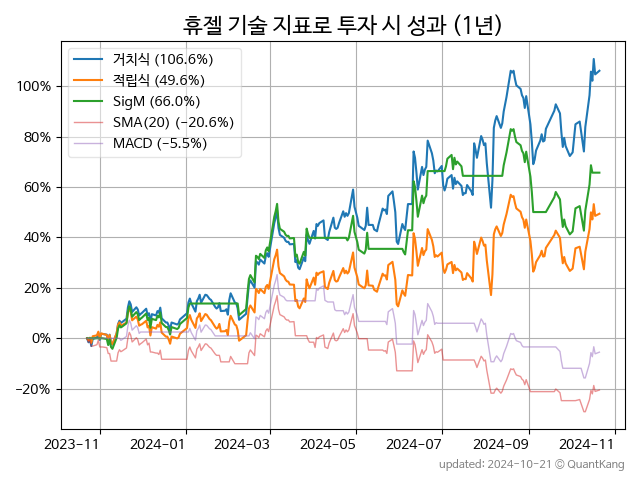 휴젤 기술 지표로 투자 시 성과 (1년)
거치식 (106.6%)
적립식 (49.6%)
SigM (66.0%)
SMA(20) (−20.6%)
MACD (−5.5%)
100%
80%
60%
40%
20%
0%
−20%
2023-11 2024-01 2024-03 2024-05 2024-07 2024-09 2024-11
updated: 2024-10-21 © QuantKang